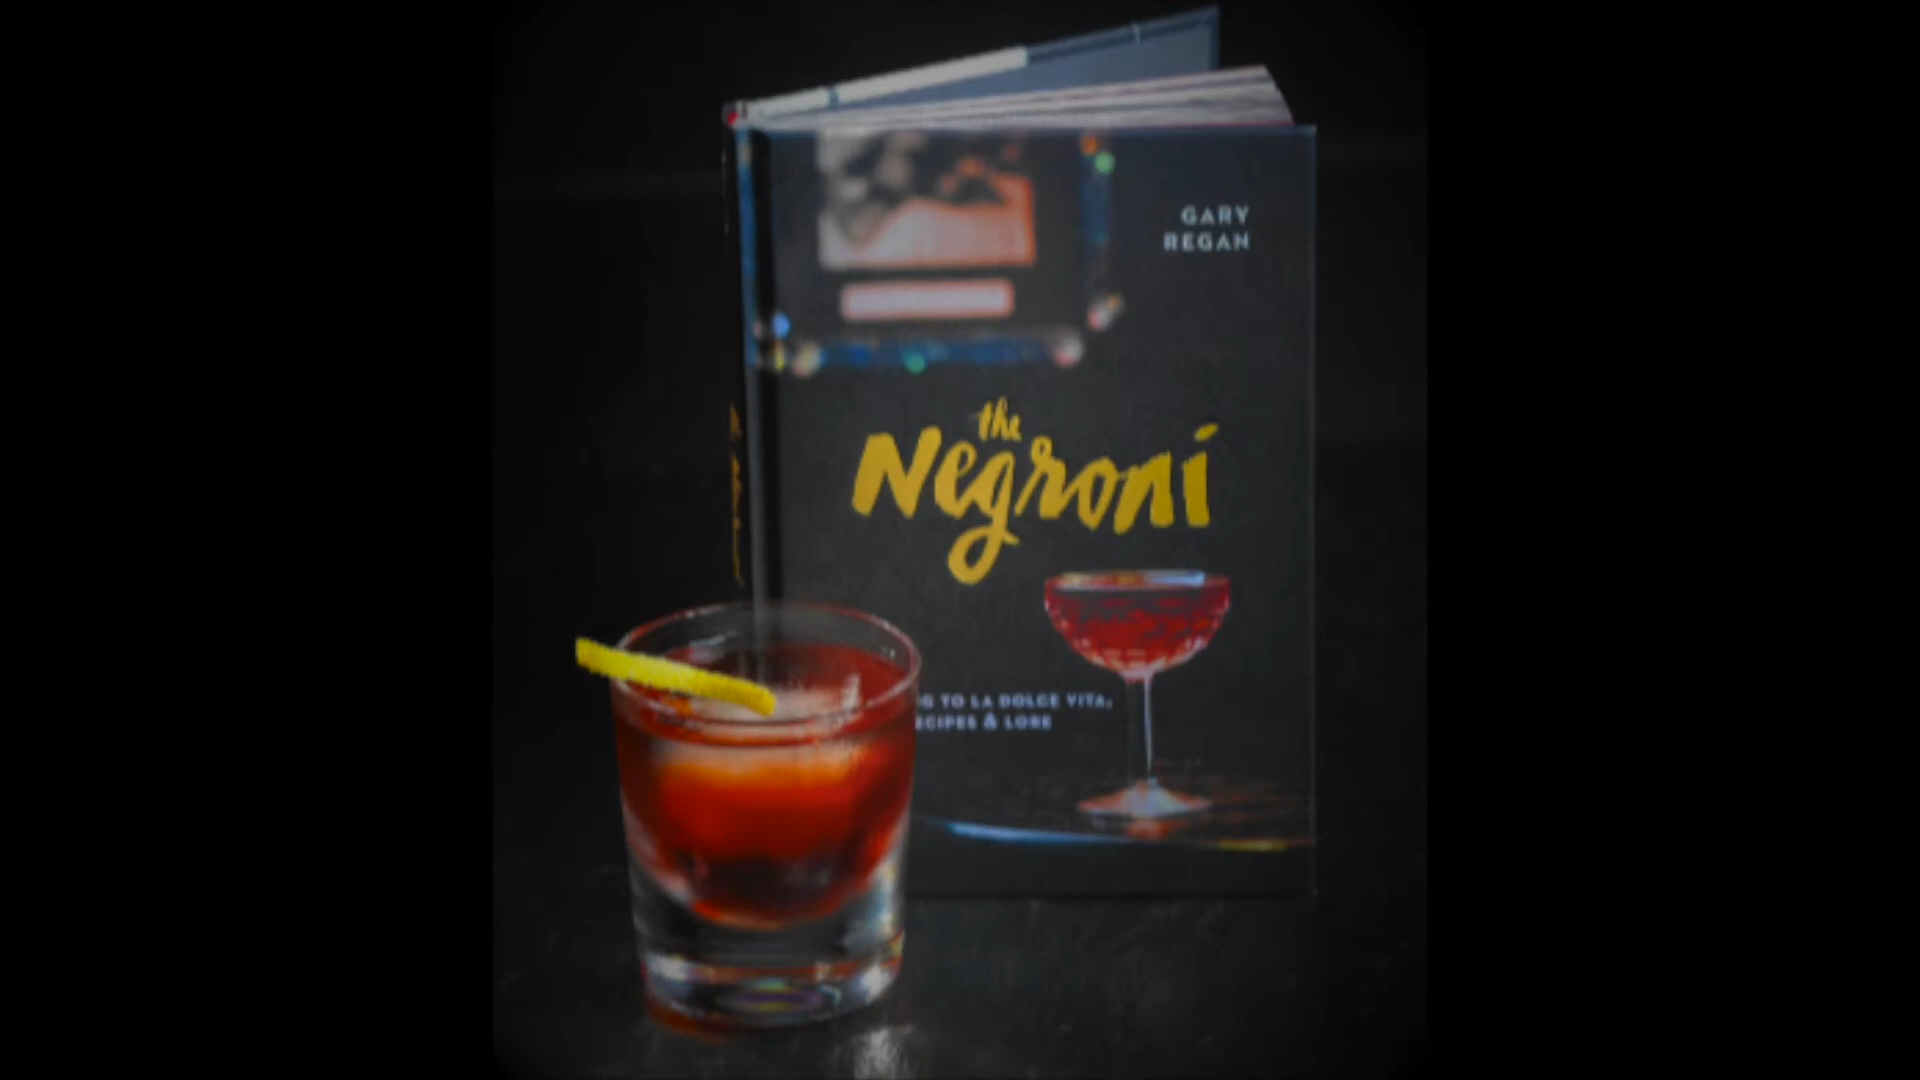 GARY
REGAN
the
Negroni
G TO LA DOLCE VITA,
ECIPES & LORE